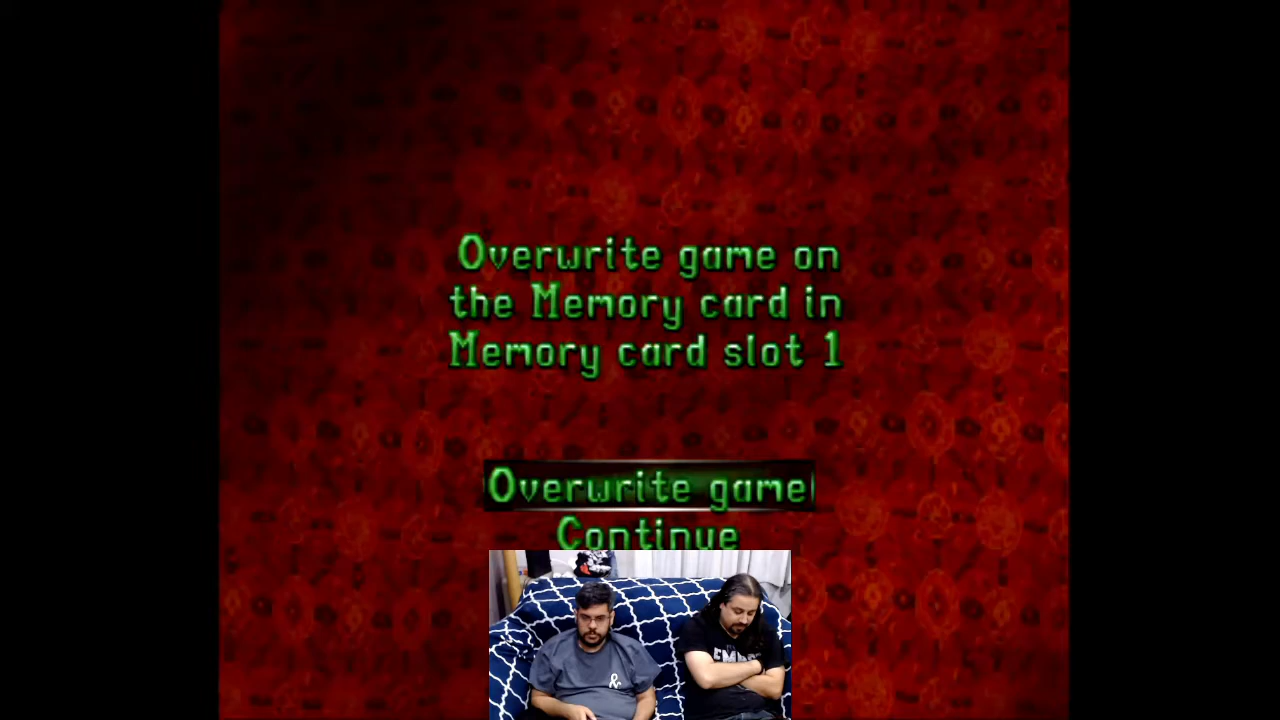 Overwrite game on
the Memory card in
Memory card slot 1
Overwrite game
Continue
&